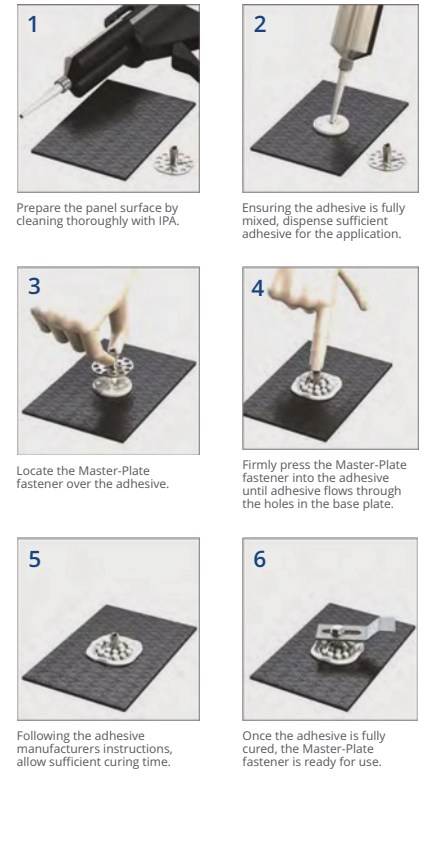 1
Prepare the panel surface by
cleaning thoroughly with IPA.
2
Ensuring the adhesive is fully
mixed, dispense sufficient
adhesive for the application.
3
Locate the Master-Plate
fastener over the adhesive.
4
Firmly press the Master-Plate
fastener into the adhesive
until adhesive flows through
the holes in the base plate.
5
Following the adhesive
manufacturers instructions,
allow sufficient curing time.
6
Once the adhesive is fully
cured, the Master-Plate
fastener is ready for use.